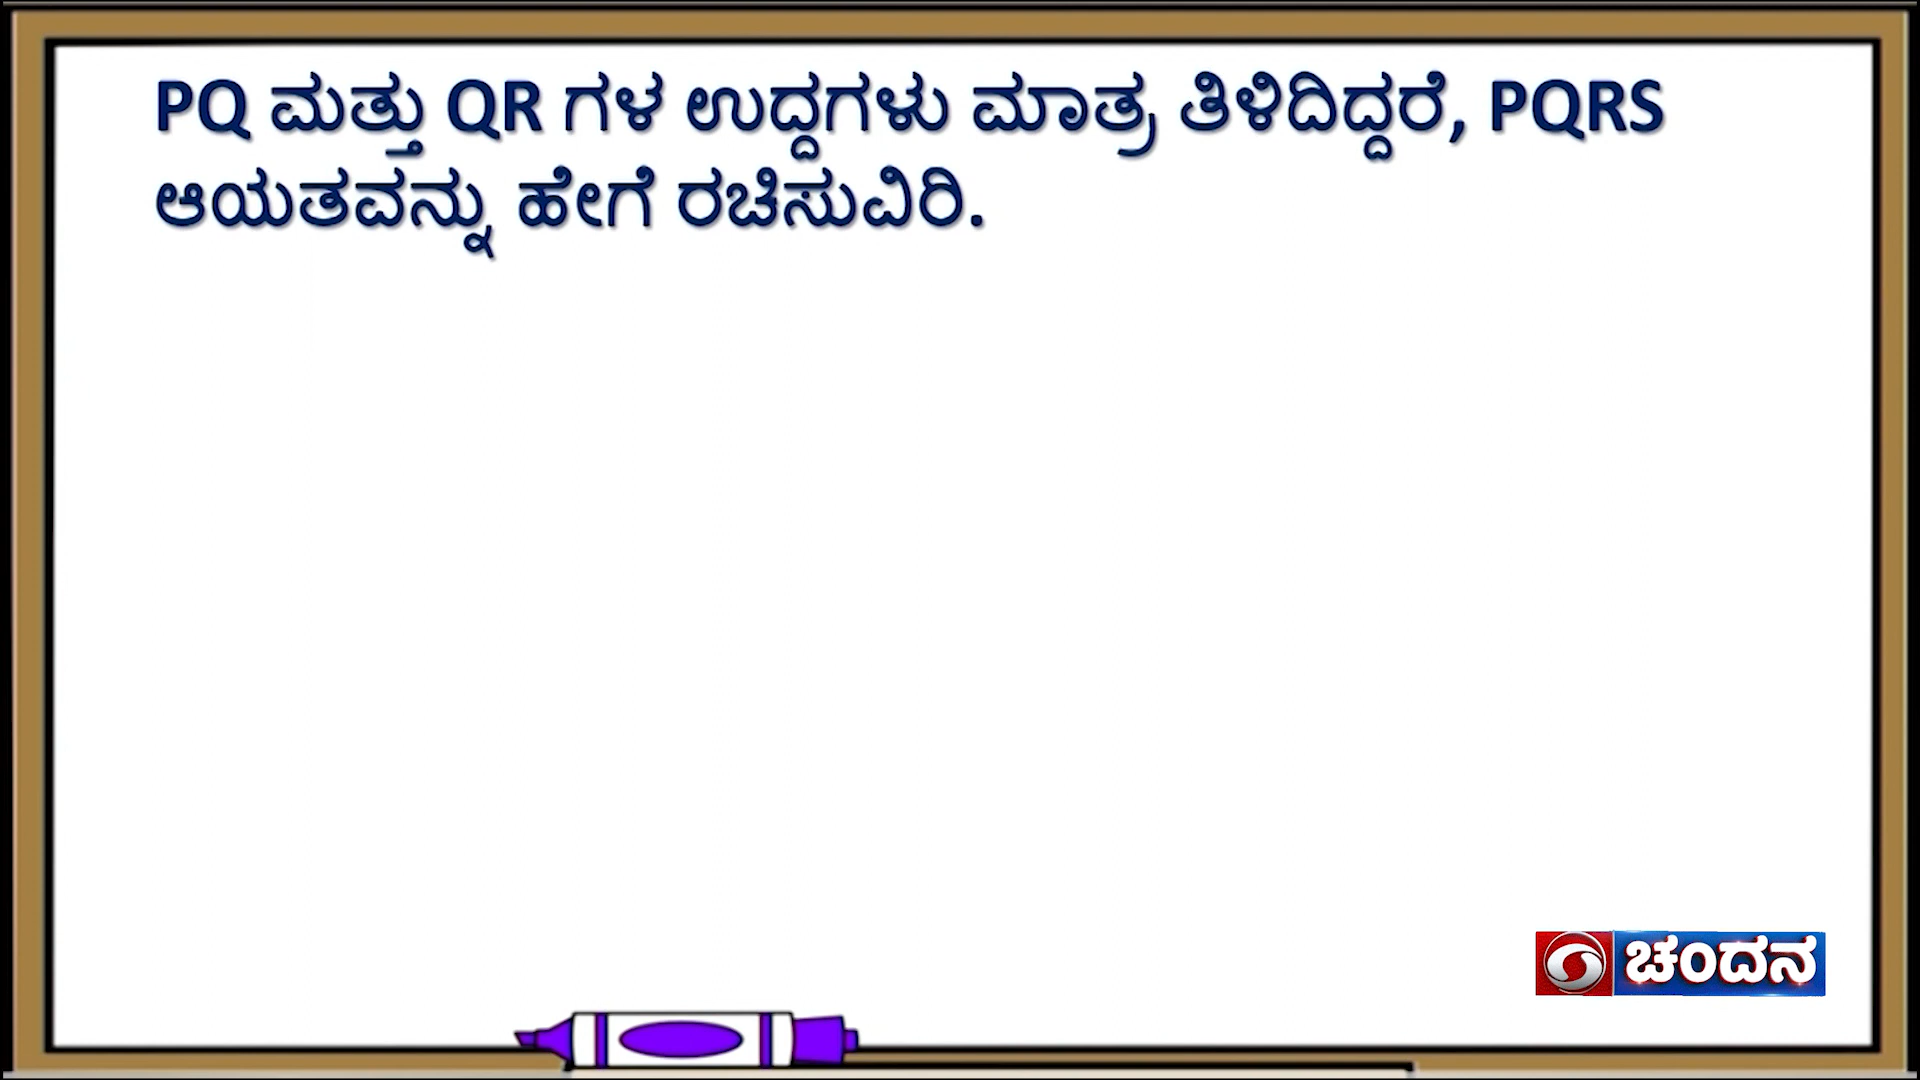 PQ ಮತ್ತು QR ಗಳ ಉದ್ದಗಳು ಮಾತ್ರ ತಿಳಿದಿದ್ದರೆ, PQRS
ಆಯತವನ್ನು ಹೇಗೆ ರಚಿಸುವಿರಿ.
ಚಂದನ